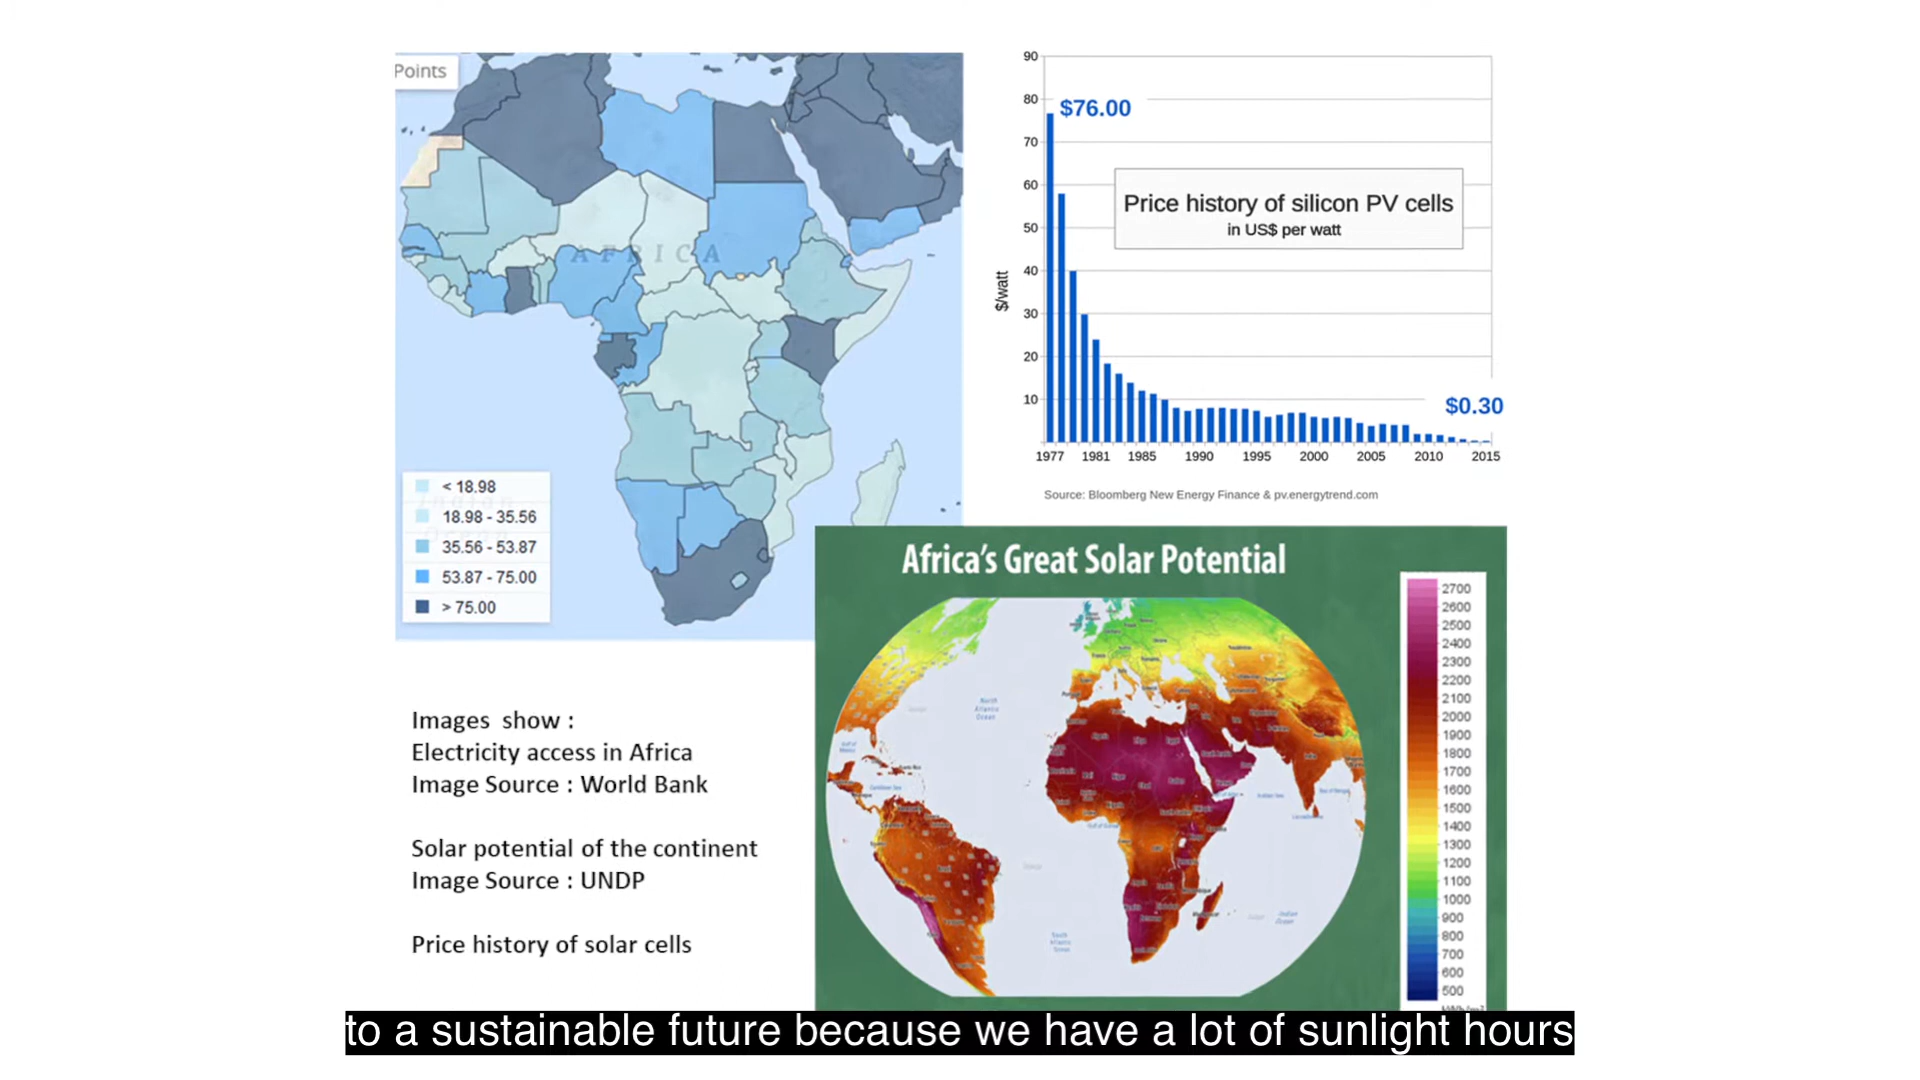 Points
AFRICA
< 18.98
18.98 - 35.56
35.56 - 53.87
53.87 - 75.00
> 75.00
90
80
70
60
50
40
30
20
10
$/watt
$76.00
Price history of silicon PV cells
in US$ per watt
$0.30
1977 1981 1985 1990 1995 2000 2005 2010 2015
Source: Bloomberg New Energy Finance & pv.energytrend.com
Images show :
Electricity access in Africa
Image Source : World Bank
Solar potential of the continent
Image Source : UNDP
Price history of solar cells
Africa's Great Solar Potential
North
Atlantic
Ocean
2700
2600
2500
2400
2300
2200
2100
2000
1900
1800
1700
1600
1500
1400
1300
1200
1100
1000
900
800
700
600
500
to a sustainable future because we have a lot of sunlight hours